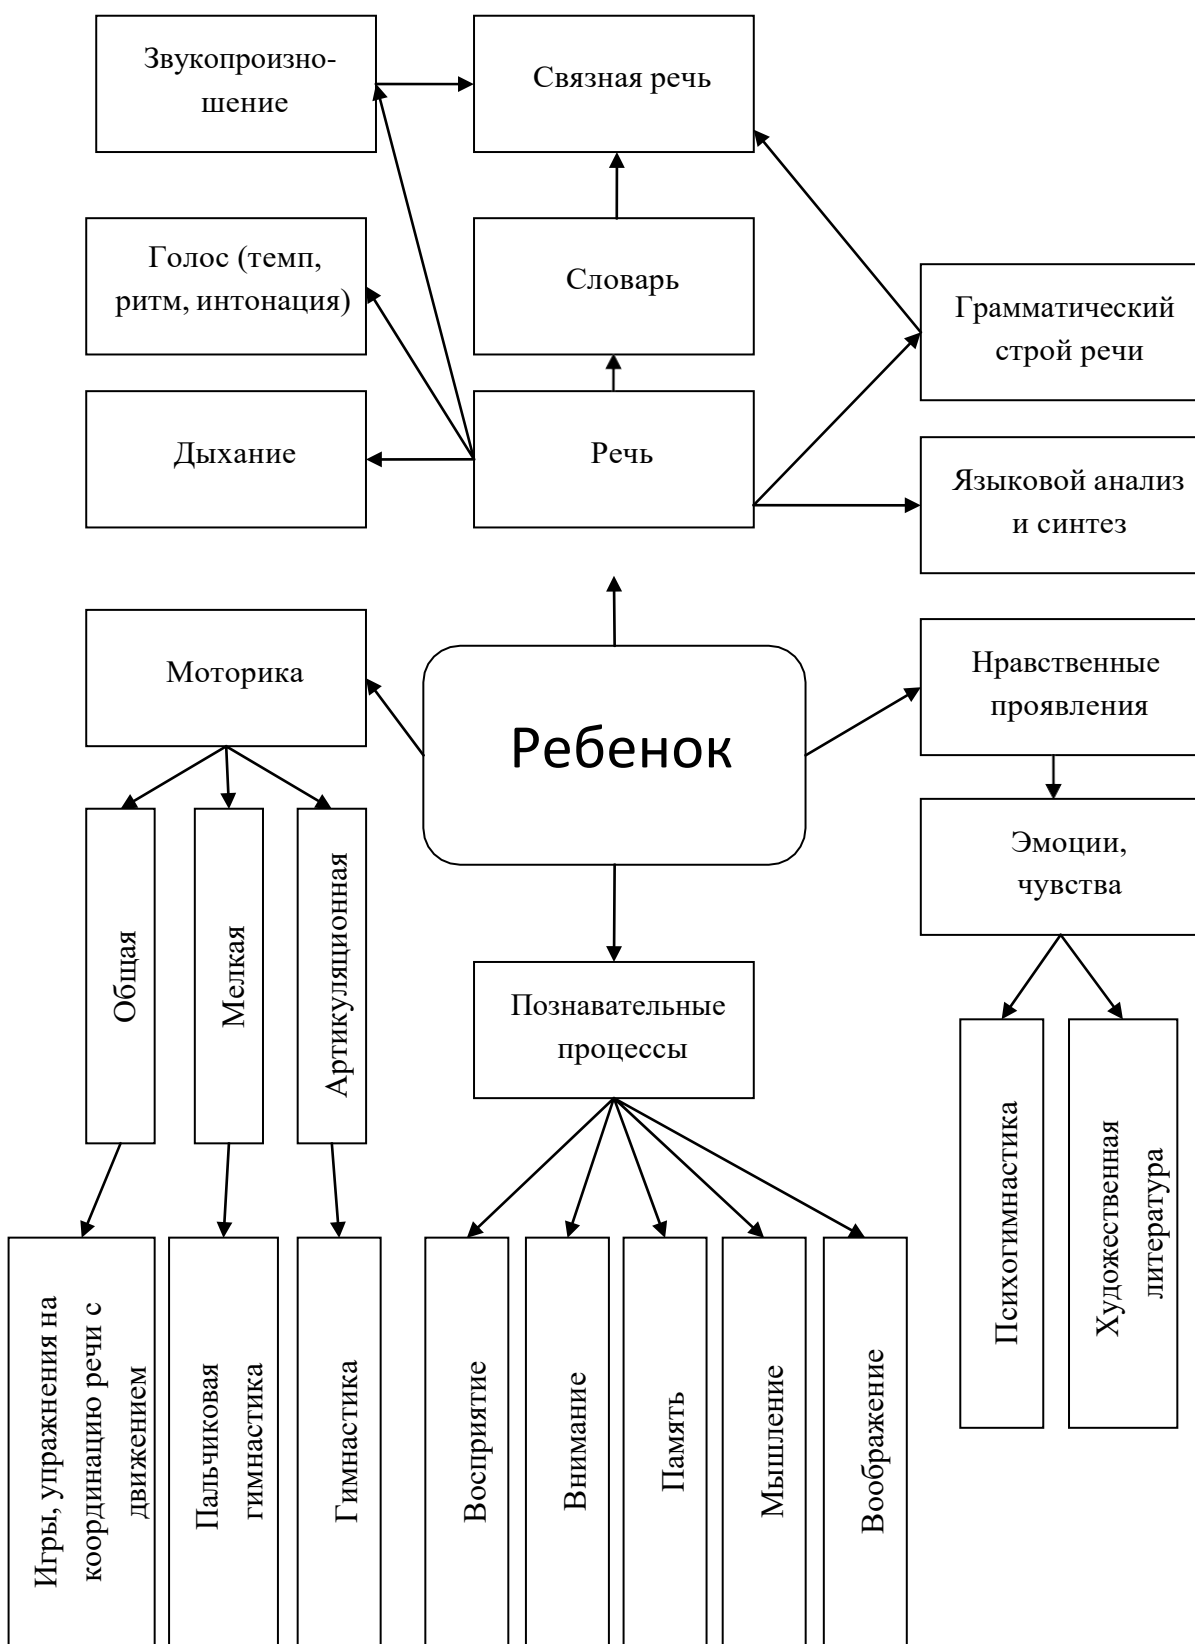 Звукопроизно-
шение
Связная речь
Голос (темп,
ритм, интонация)
Словарь
Грамматический
строй речи
Дыхание
Речь
Языковой анализ
и синтез
Моторика
Ребенок
Нравственные
проявления
Эмоции,
чувства
Общая
Мелкая
Артикуляционная
Познавательные
процессы
Психогимнастика
Художественная
литература
Игры, упражнения на
координацию речи с
движением
Пальчиковая
гимнастика
Гимнастика
Восприятие
Внимание
Память
Мышление
Воображение